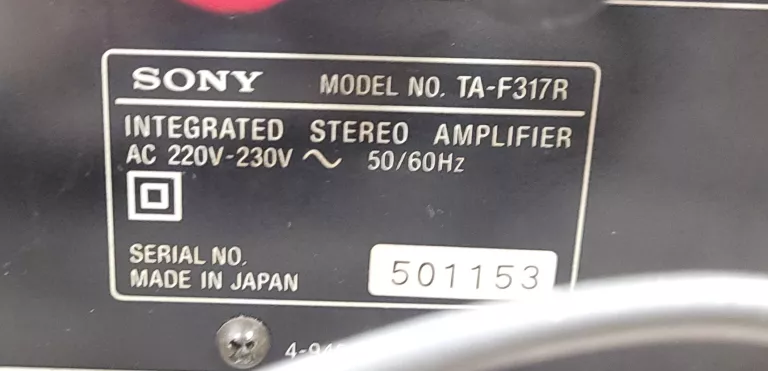 SONY MODEL NO. TA-F317R
INTEGRATED STEREO AMPLIFIER
AC 220V-230V ~ 50/60Hz
SERIAL NO. 501153
MADE IN JAPAN